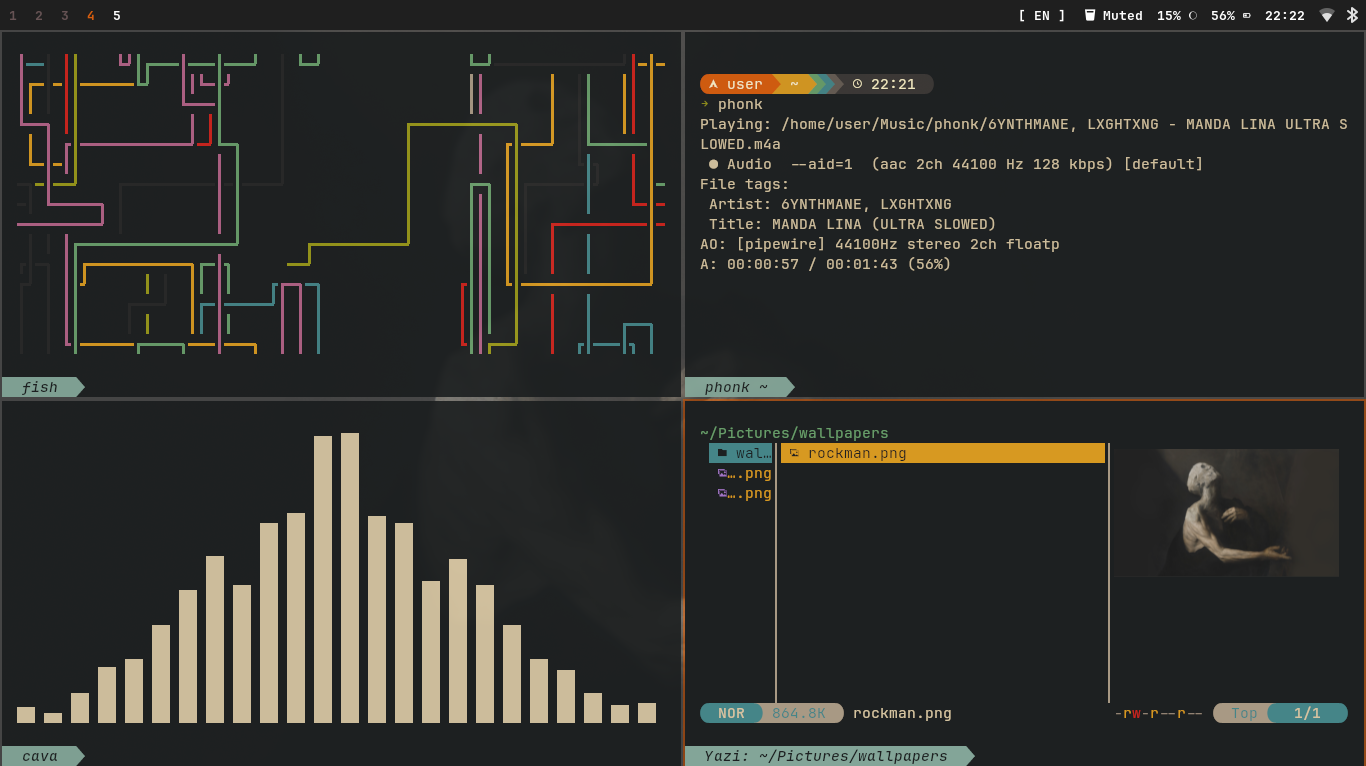 1 2 3 4 5
[ EN ] Muted 15% 56% 22:22
fish
user ~ 22:21
phonk
Playing: /home/user/Music/phonk/6YNTHMANE, LXGHTXNG - MANDA LINA ULTRA S
LOWED.m4a
● Audio --aid=1 (aac 2ch 44100 Hz 128 kbps) [default]
File tags:
Artist: 6YNTHMANE, LXGHTXNG
Title: MANDA LINA (ULTRA SLOWED)
AO: [pipewire] 44100Hz stereo 2ch floatp
A: 00:00:57 / 00:01:43 (56%)
phonk ~
cava
~/Pictures/wallpapers
wal… rockman.png
….png
….png
NOR 864.8K rockman.png -rw-r--r-- Top 1/1
Yazi: ~/Pictures/wallpapers